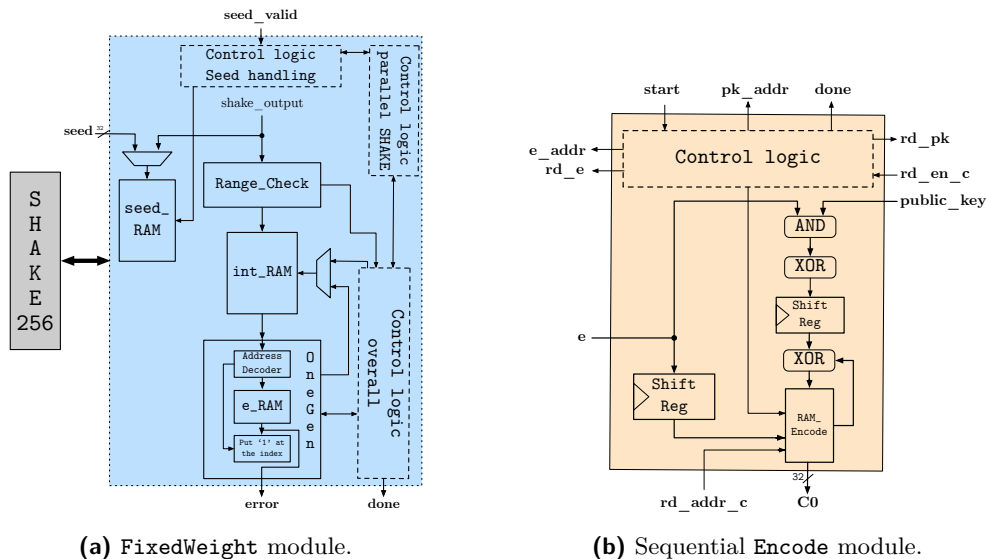 seed_valid
Control logic
Seed handling
Control logic
parallel SHAKE
shake_output
seed 32
Range_Check
seed_
RAM
S
H
A
K
E
256
int_RAM
Control logic
overall
Address
Decoder
e_RAM
Put '1' at
the index
OneGen
error
done
(a) FixedWeight module.
start
pk_addr
done
e_addr
rd_e
Control logic
rd_pk
rd_en_c
public_key
AND
XOR
Shift
Reg
e
XOR
Shift
Reg
RAM_
Encode
rd_addr_c
32
C0
(b) Sequential Encode module.